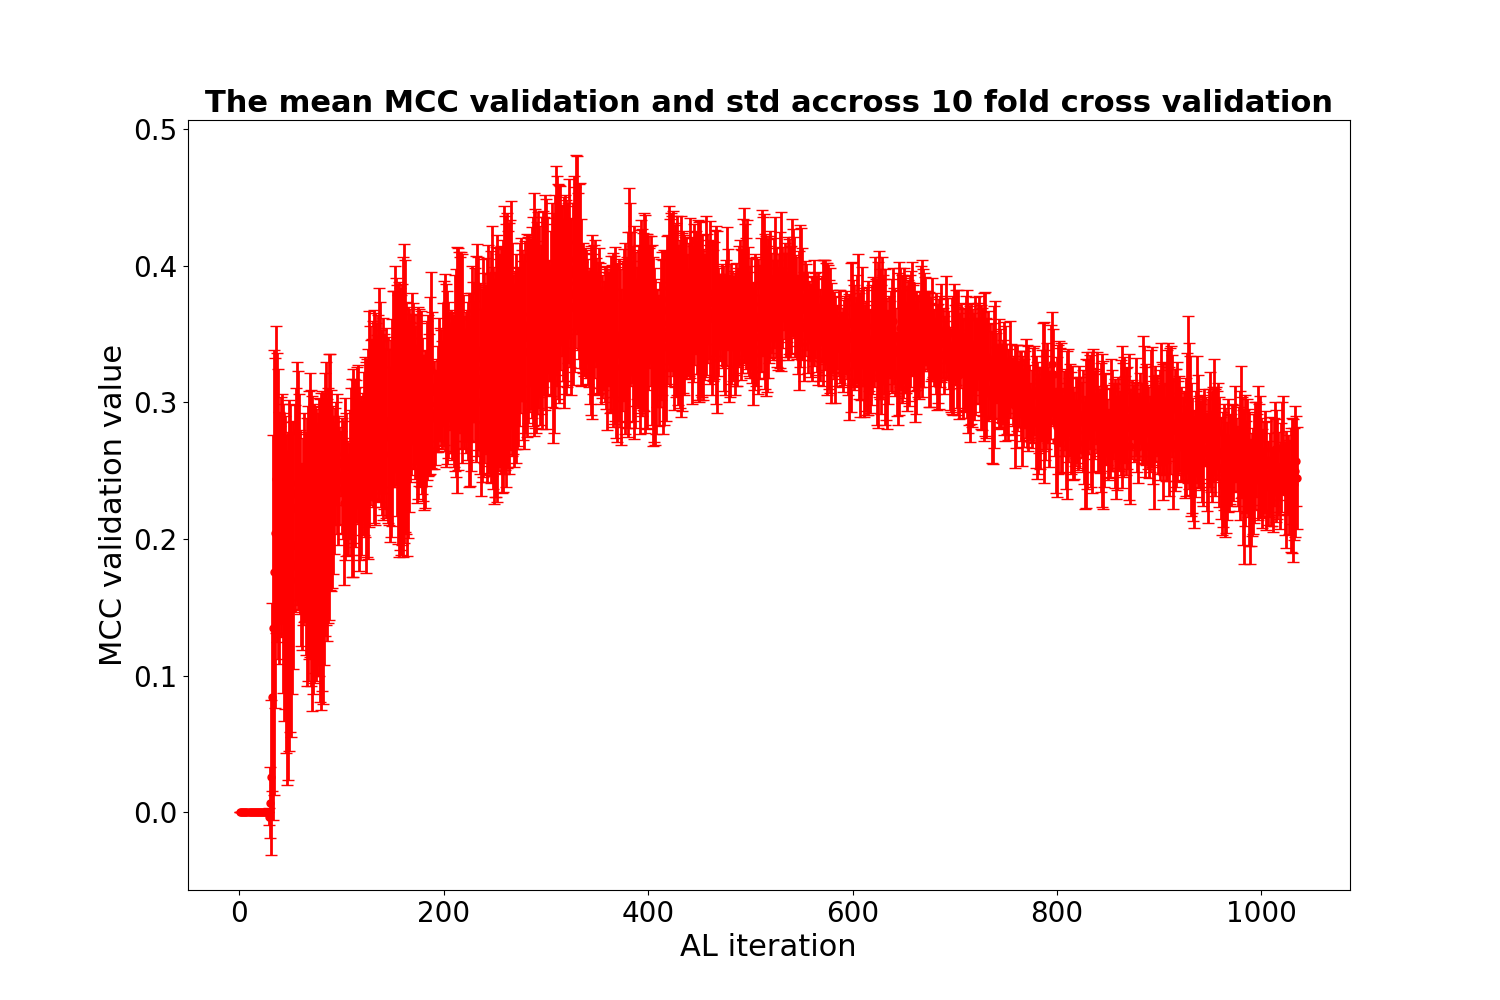 The mean MCC validation and std accross 10 fold cross validation
0.5
0.4
0.3
0.2
0.1
0.0
MCC validation value
0 200 400 600 800 1000
AL iteration